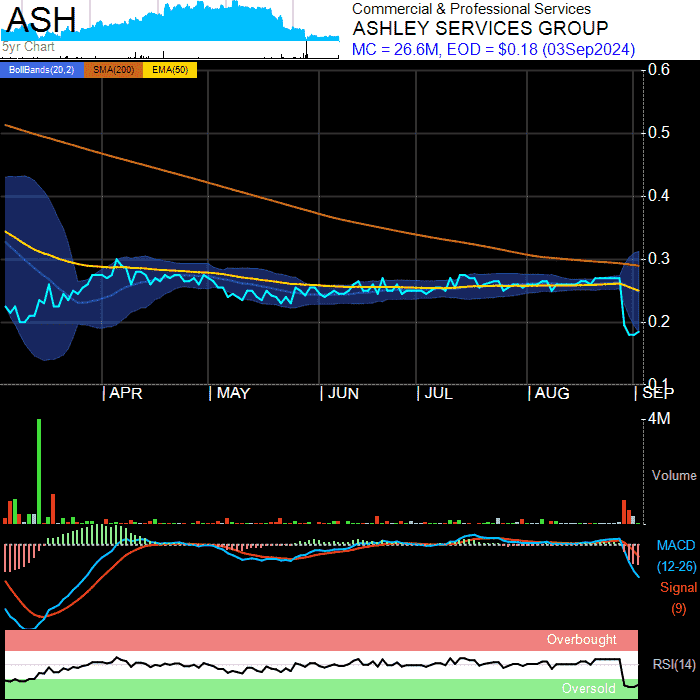 ASH
5yr Chart
Commercial & Professional Services
ASHLEY SERVICES GROUP
MC = 26.6M, EOD = $0.18 (03Sep2024)
BollBands(20,2) SMA(200) EMA(50)
0.6
0.5
0.4
0.3
0.2
0.1
APR MAY JUN JUL AUG SEP
4M
Volume
MACD
(12-26)
Signal
(9)
Overbought
RSI(14)
Oversold